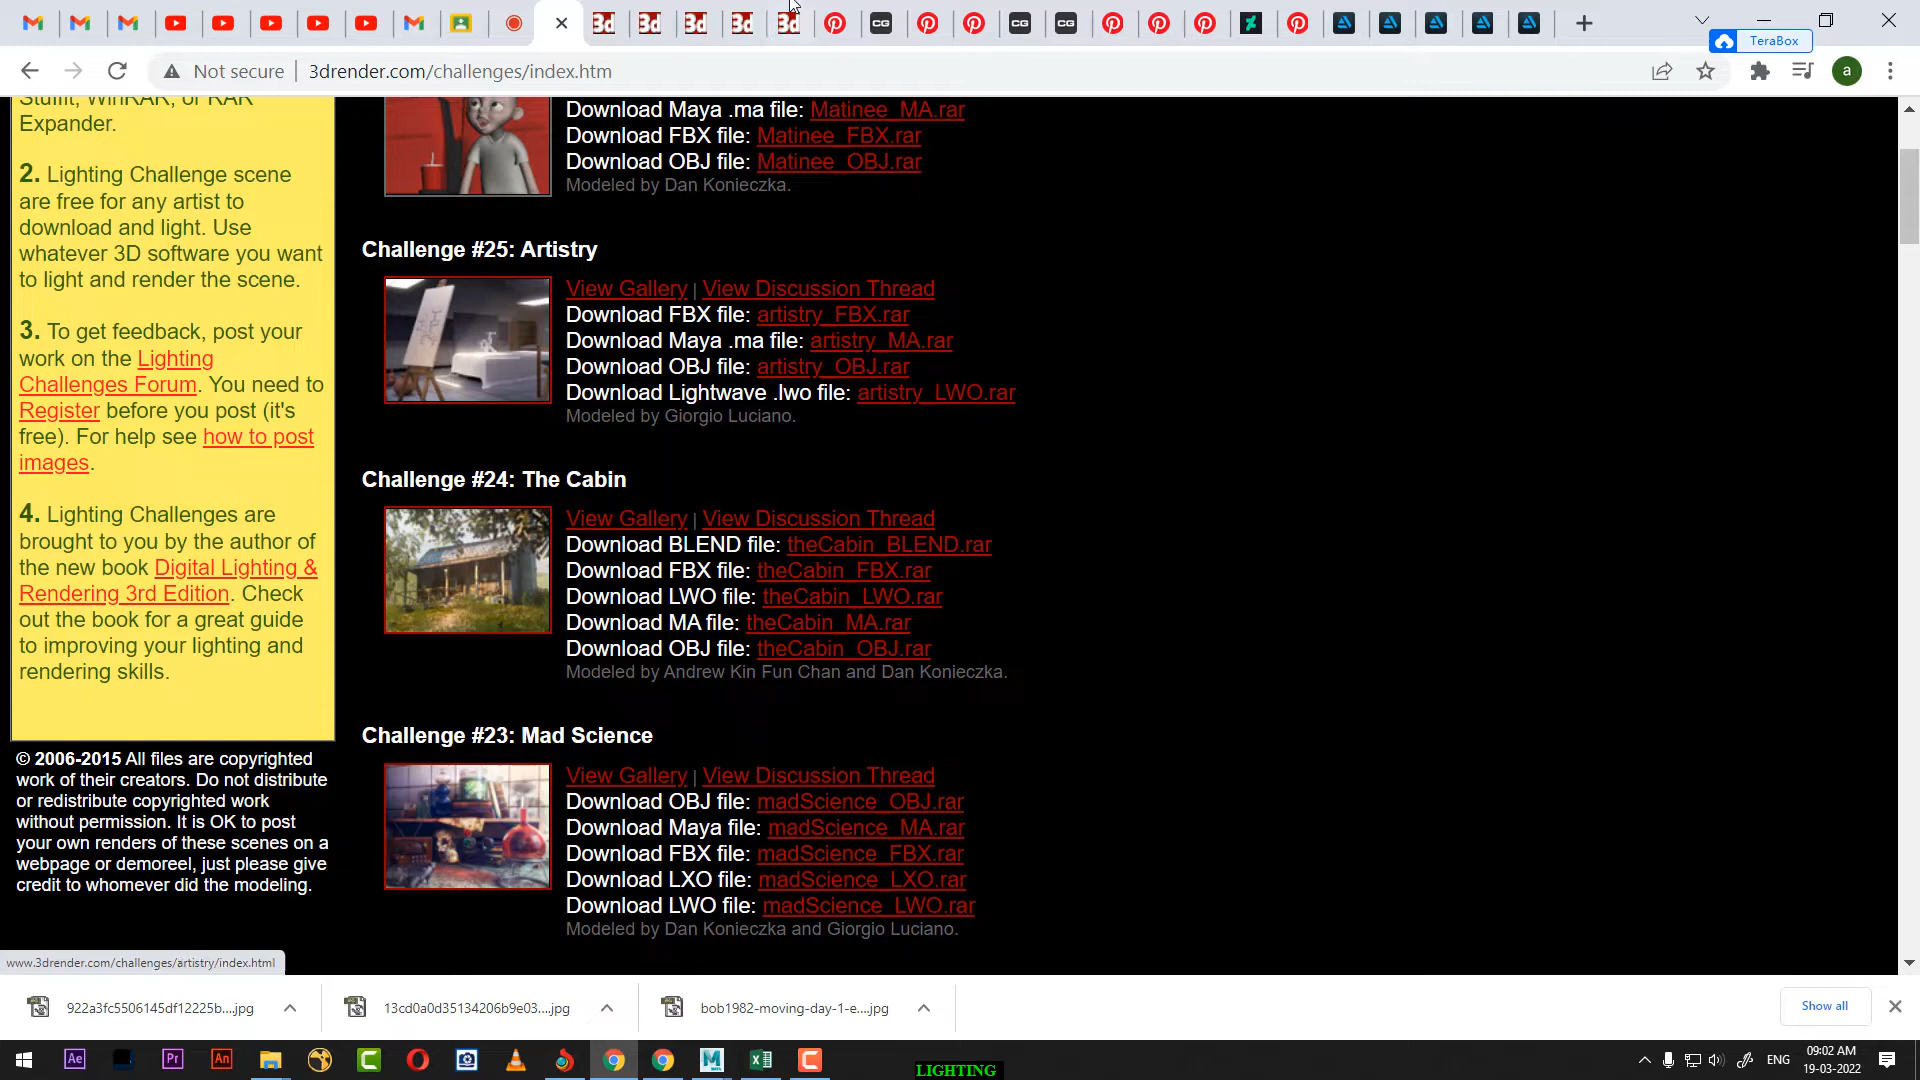 TeraBox
Not secure
3drender.com/challenges/index.htm
a
Stuffit, WinRAR, or RAR
Expander.
2. Lighting Challenge scene
are free for any artist to
download and light. Use
whatever 3D software you want
to light and render the scene.
3. To get feedback, post your
work on the Lighting
Challenges Forum. You need to
Register before you post (it's
free). For help see how to post
images.
4. Lighting Challenges are
brought to you by the author of
the new book Digital Lighting &
Rendering 3rd Edition. Check
out the book for a great guide
to improving your lighting and
rendering skills.
© 2006-2015 All files are copyrighted
work of their creators. Do not distribute
or redistribute copyrighted work
without permission. It is OK to post
your own renders of these scenes on a
webpage or demoreel, just please give
credit to whomever did the modeling.
Download Maya .ma file: Matinee_MA.rar
Download FBX file: Matinee_FBX.rar
Download OBJ file: Matinee_OBJ.rar
Modeled by Dan Konieczka.
Challenge #25: Artistry
View Gallery | View Discussion Thread
Download FBX file: artistry_FBX.rar
Download Maya .ma file: artistry_MA.rar
Download OBJ file: artistry_OBJ.rar
Download Lightwave .lwo file: artistry_LWO.rar
Modeled by Giorgio Luciano.
Challenge #24: The Cabin
View Gallery | View Discussion Thread
Download BLEND file: theCabin_BLEND.rar
Download FBX file: theCabin_FBX.rar
Download LWO file: theCabin_LWO.rar
Download MA file: theCabin_MA.rar
Download OBJ file: theCabin_OBJ.rar
Modeled by Andrew Kin Fun Chan and Dan Konieczka.
Challenge #23: Mad Science
View Gallery | View Discussion Thread
Download OBJ file: madScience_OBJ.rar
Download Maya file: madScience_MA.rar
Download FBX file: madScience_FBX.rar
Download LXO file: madScience_LXO.rar
Download LWO file: madScience_LWO.rar
Modeled by Dan Konieczka and Giorgio Luciano.
www.3drender.com/challenges/artistry/index.html
922a3fc5506145df12225b....jpg
13cd0a0d35134206b9e03....jpg
bob1982-moving-day-1-e....jpg
Show all
LIGHTING
ENG
09:02 AM
19-03-2022